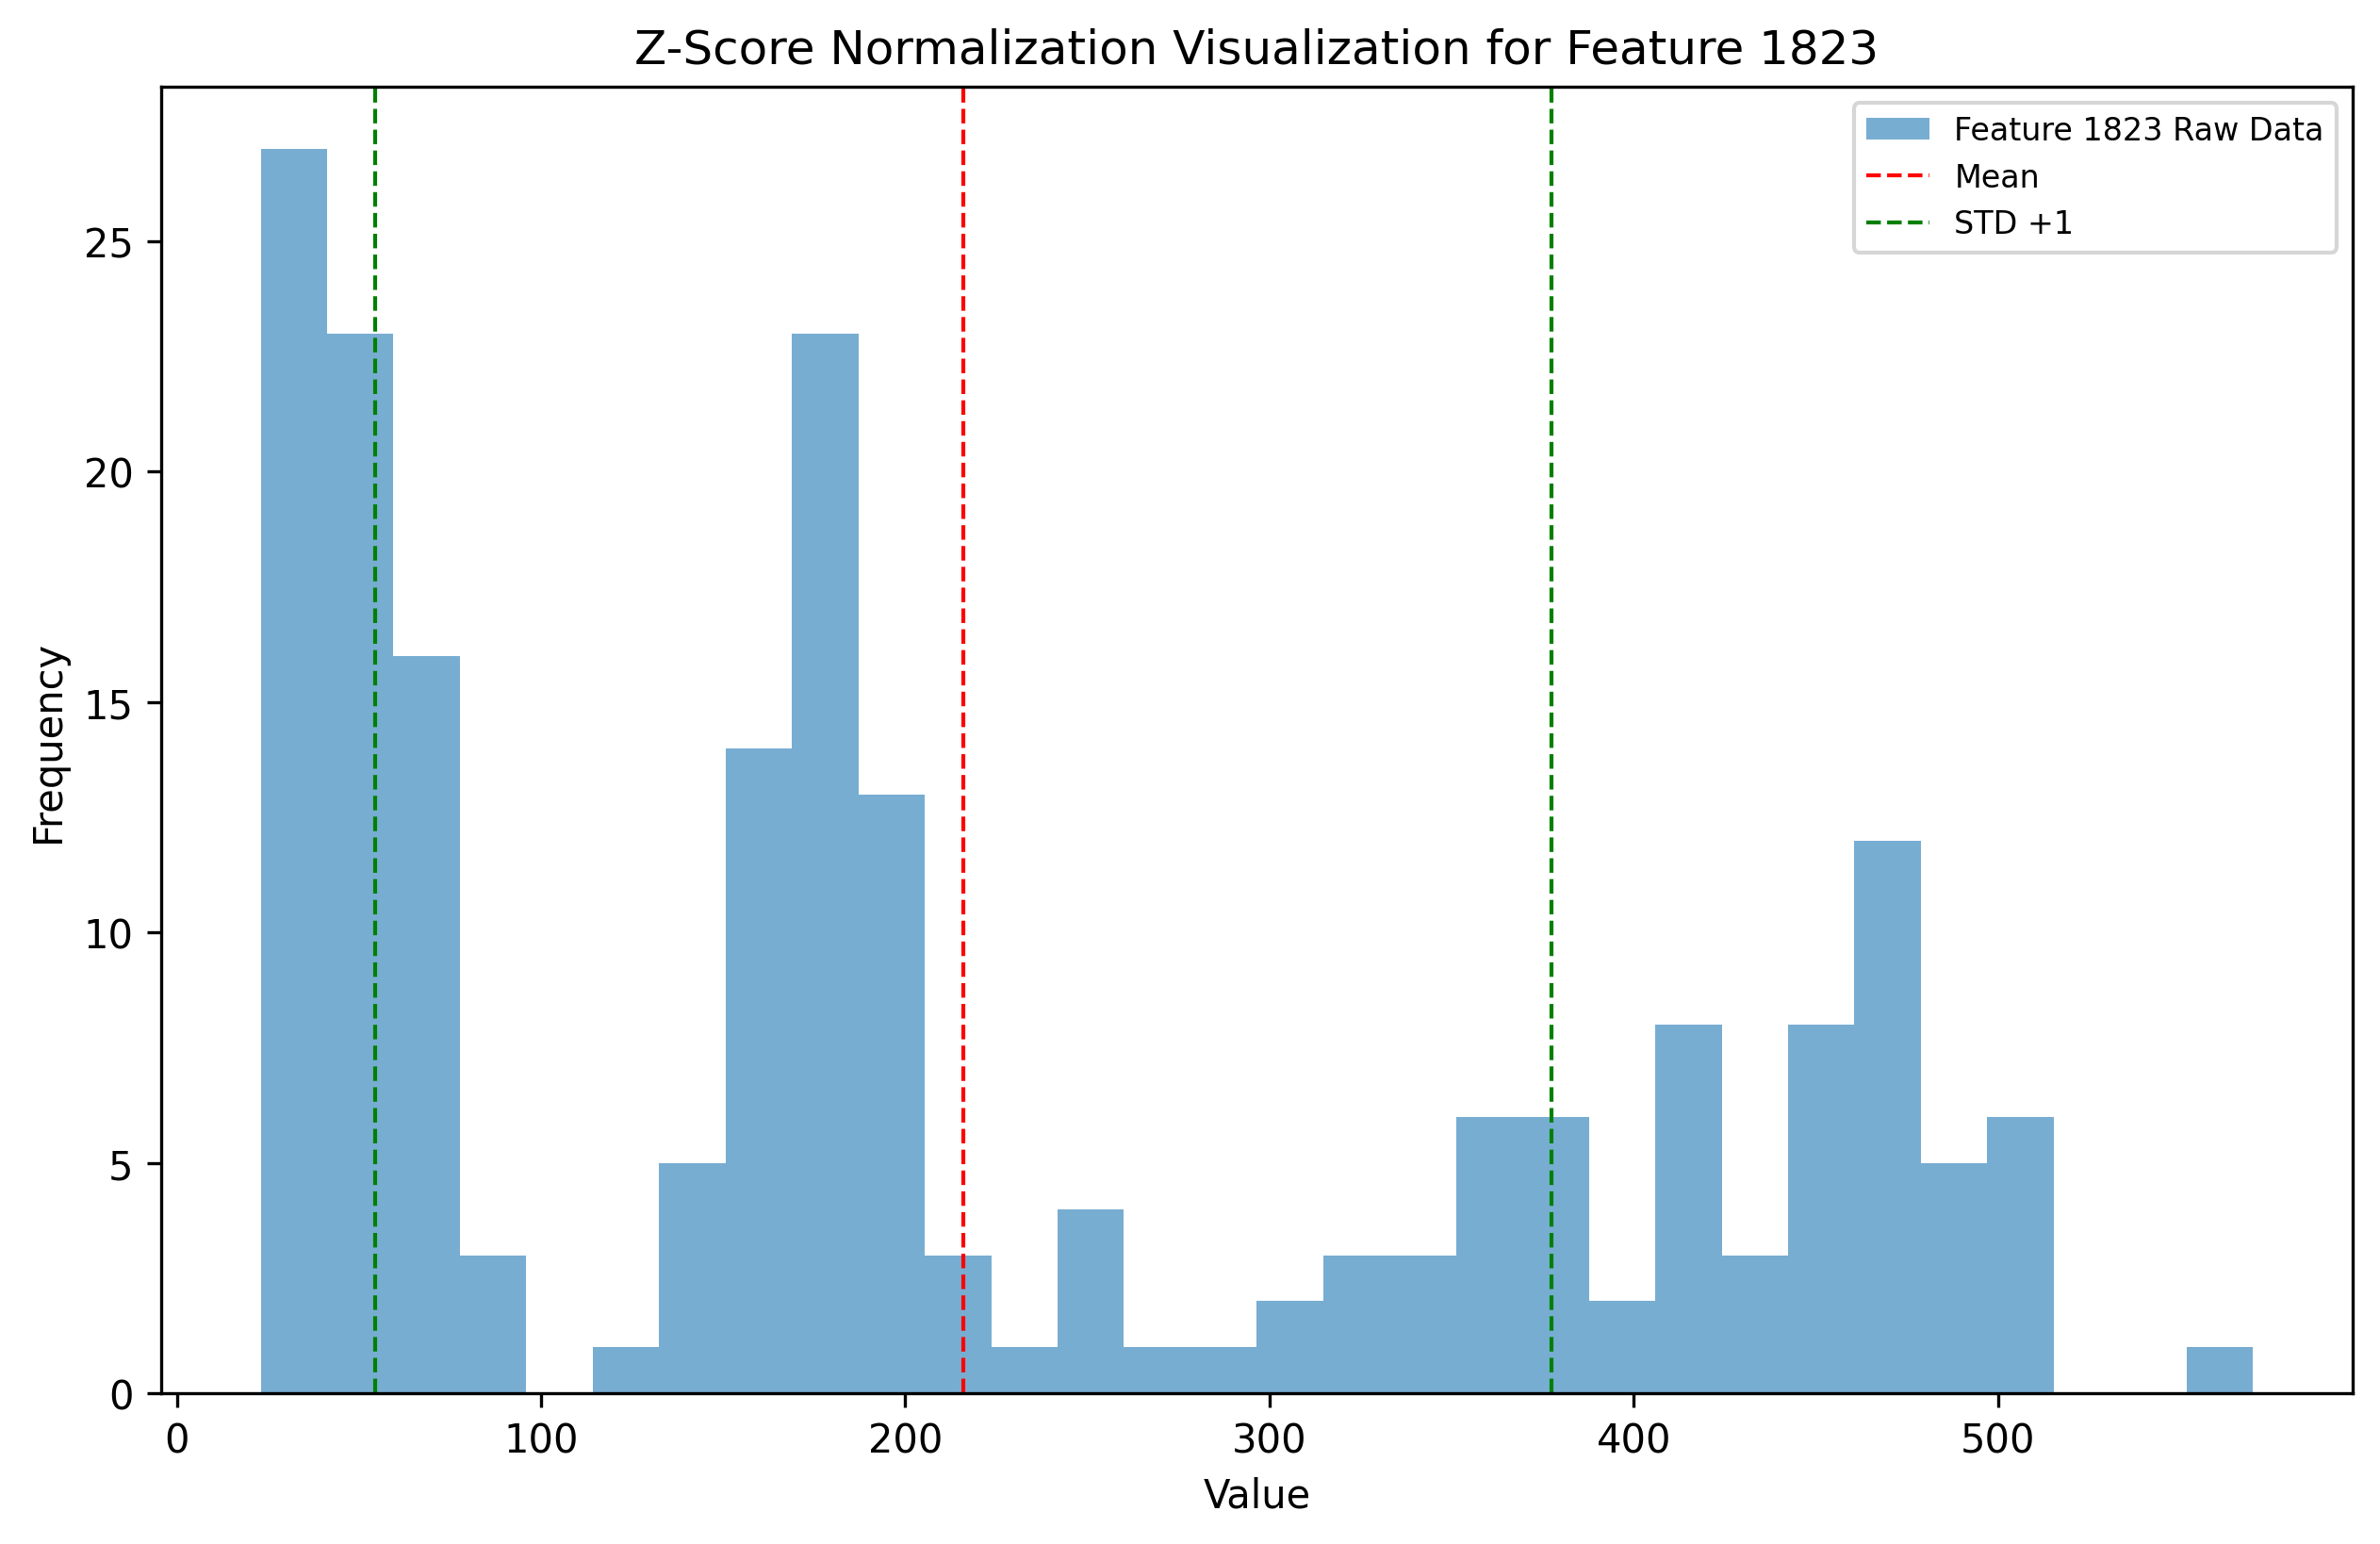 Z-Score Normalization Visualization for Feature 1823
Feature 1823 Raw Data
Mean
STD +1
Frequency
25
20
15
10
5
0
0 100 200 300 400 500
Value